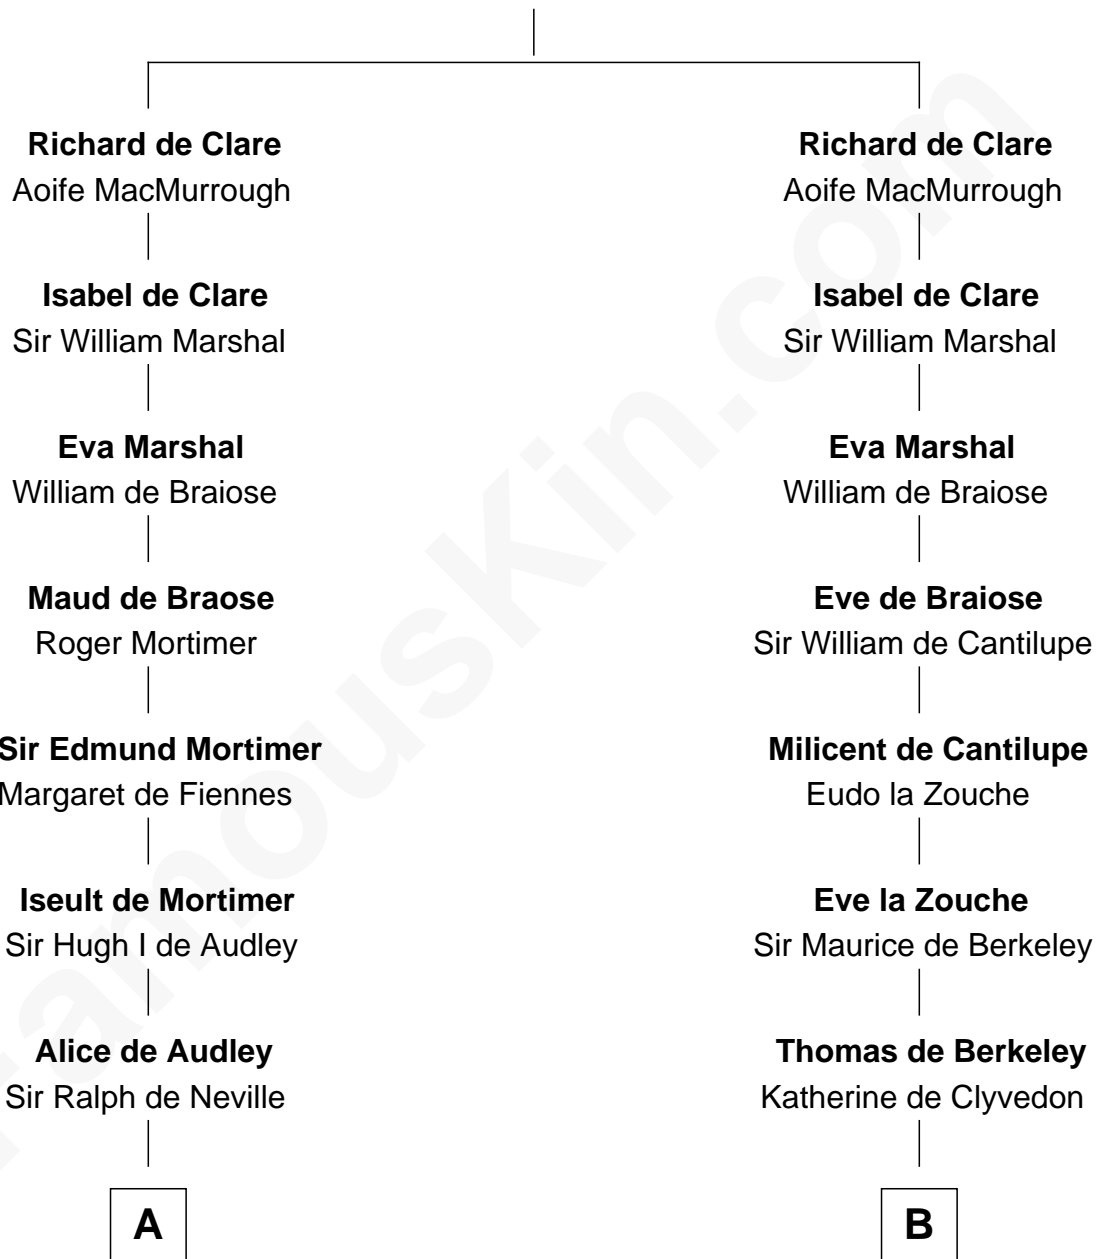 Richard de Clare
Aoife MacMurrough
Isabel de Clare
Sir William Marshal
Eva Marshal
William de Braiose
Maud de Braose
Roger Mortimer
Sir Edmund Mortimer
Margaret de Fiennes
Iseult de Mortimer
Sir Hugh I de Audley
Alice de Audley
Sir Ralph de Neville
A
Richard de Clare
Aoife MacMurrough
Isabel de Clare
Sir William Marshal
Eva Marshal
William de Braiose
Eve de Braiose
Sir William de Cantilupe
Milicent de Cantilupe
Eudo la Zouche
Eve la Zouche
Sir Maurice de Berkeley
Thomas de Berkeley
Katherine de Clyvedon
B
FamousKin.com